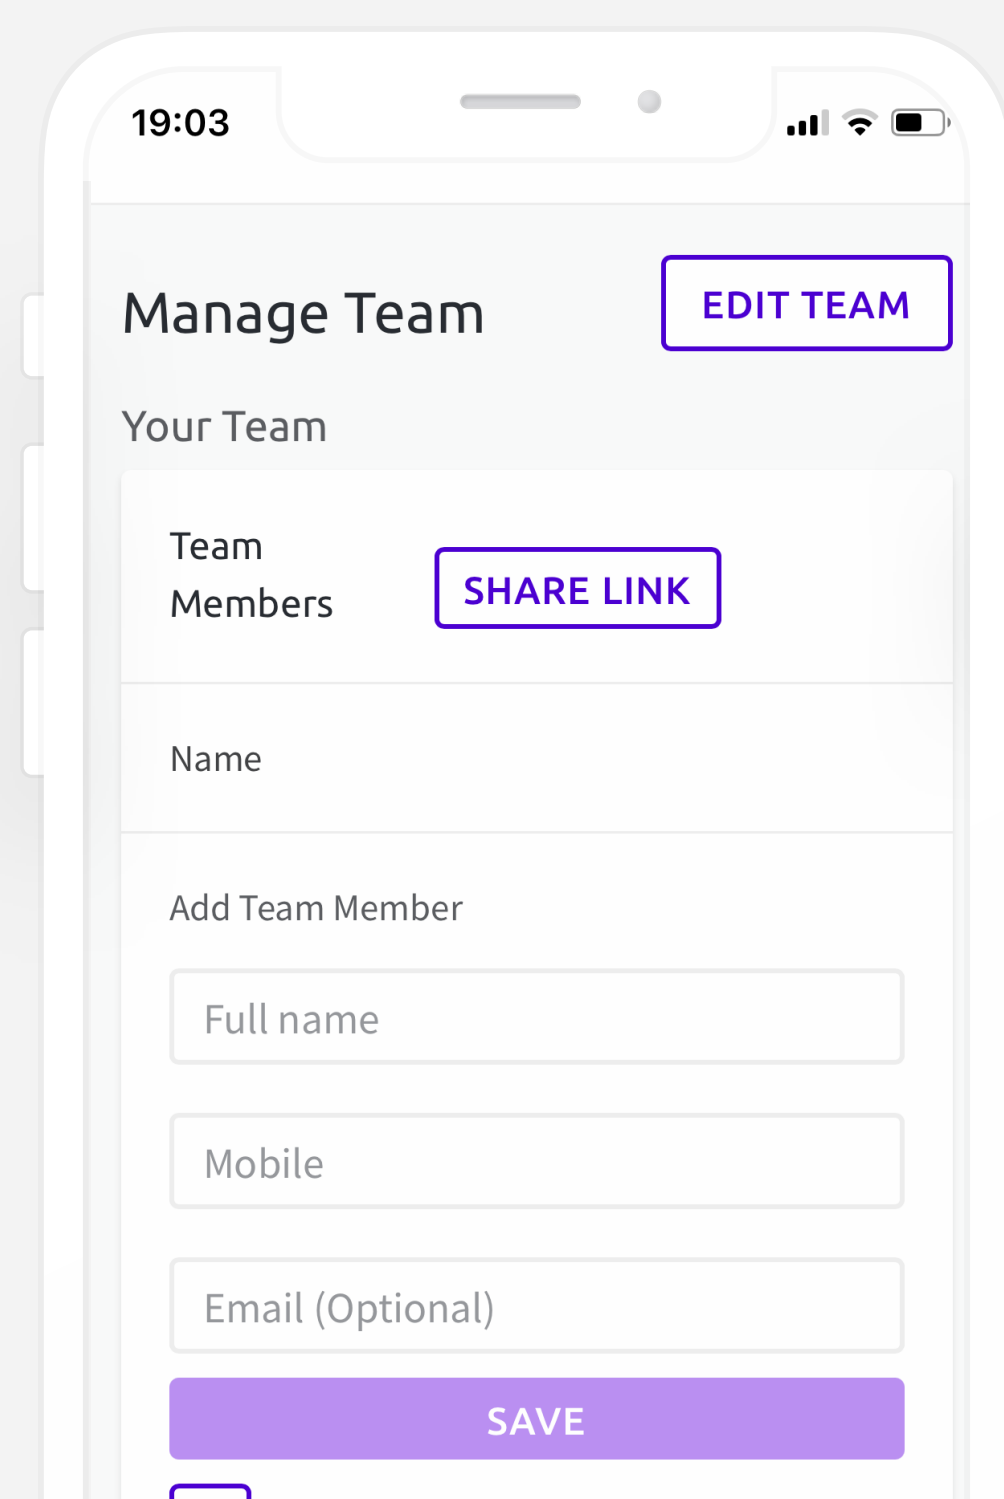 19:03
Manage Team
EDIT TEAM
Your Team
Team
Members
SHARE LINK
Name
Add Team Member
Full name
Mobile
Email (Optional)
SAVE